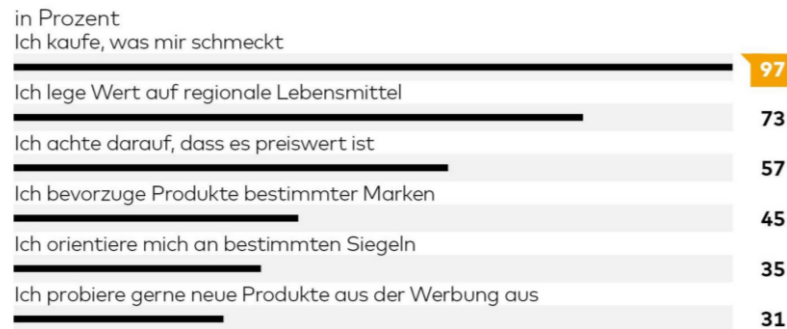 in Prozent
Ich kaufe, was mir schmeckt
97
Ich lege Wert auf regionale Lebensmittel
73
Ich achte darauf, dass es preiswert ist
57
Ich bevorzuge Produkte bestimmter Marken
45
Ich orientiere mich an bestimmten Siegeln
35
Ich probiere gerne neue Produkte aus der Werbung aus
31